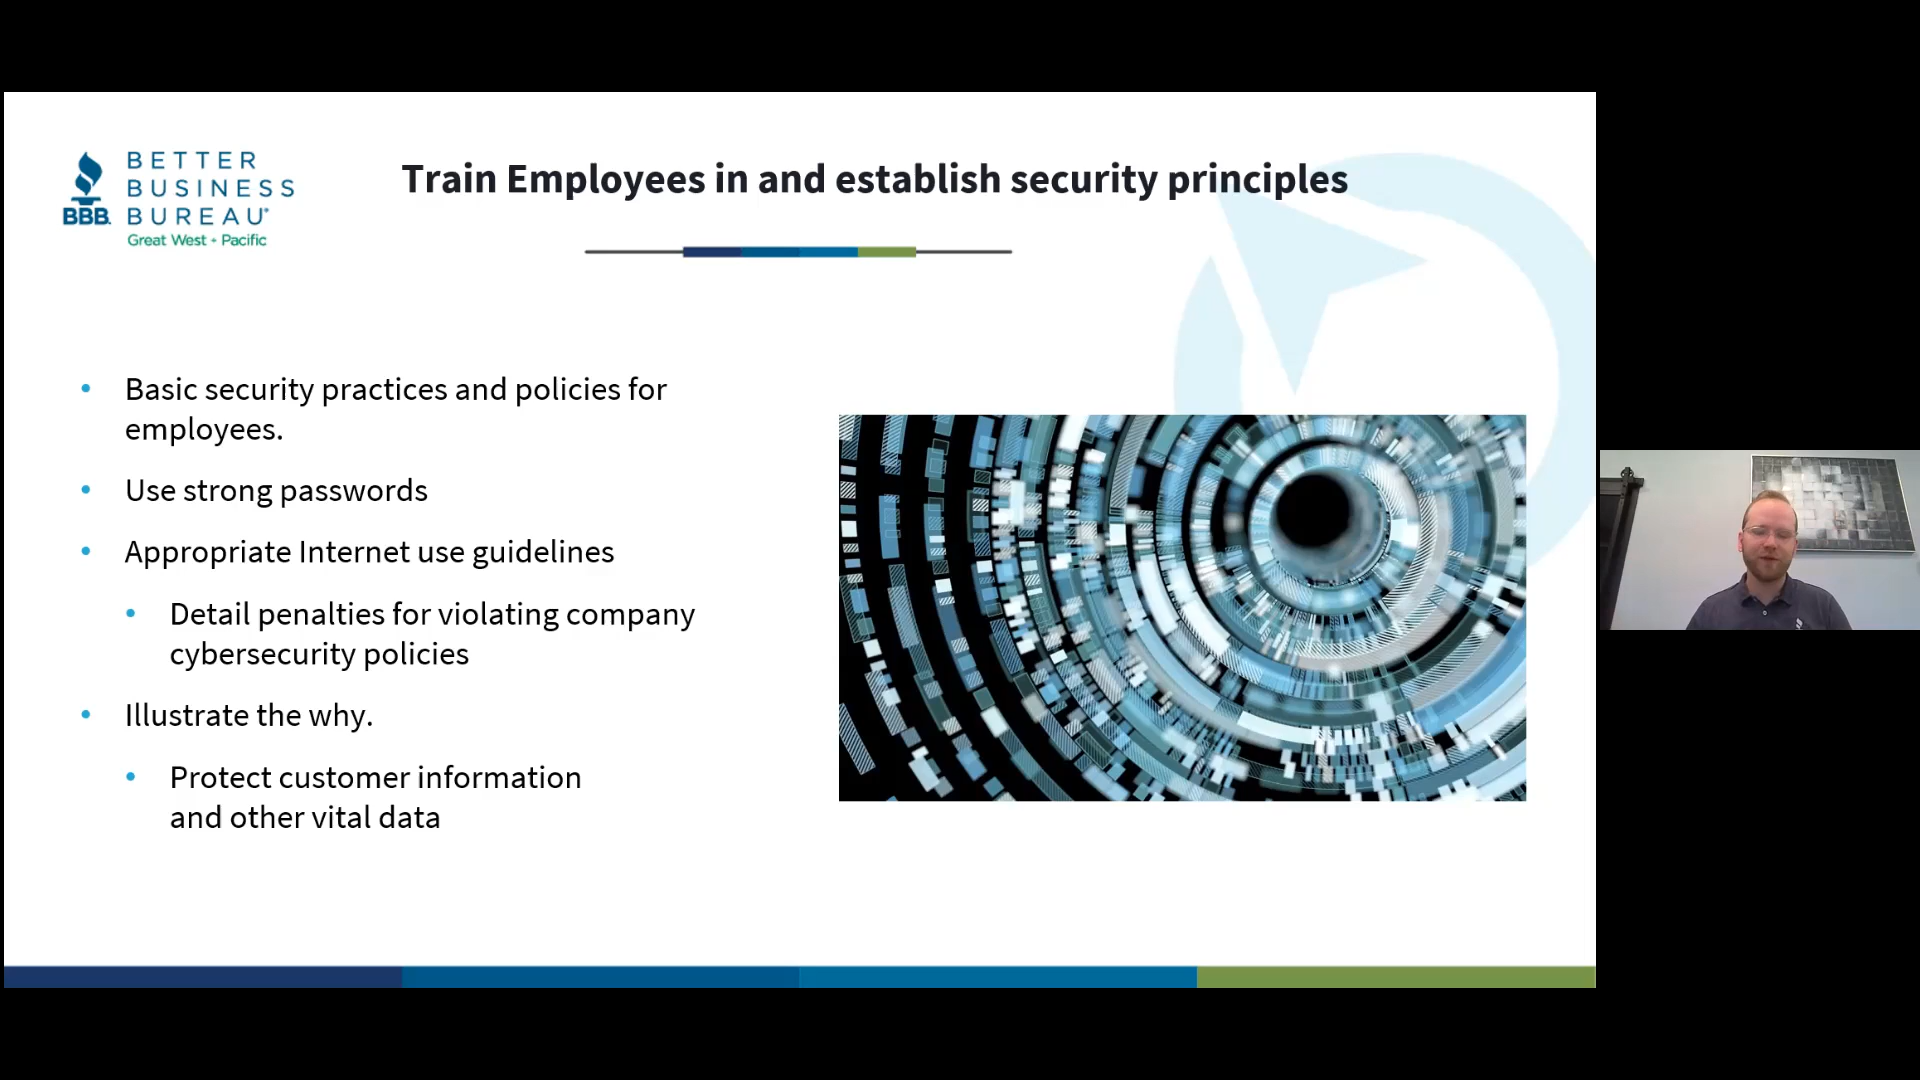 BETTER
BUSINESS
BUREAU®
BBB.
Great West + Pacific
Train Employees in and establish security principles
• Basic security practices and policies for
employees.
• Use strong passwords
• Appropriate Internet use guidelines
• Detail penalties for violating company
cybersecurity policies
• Illustrate the why.
• Protect customer information
and other vital data